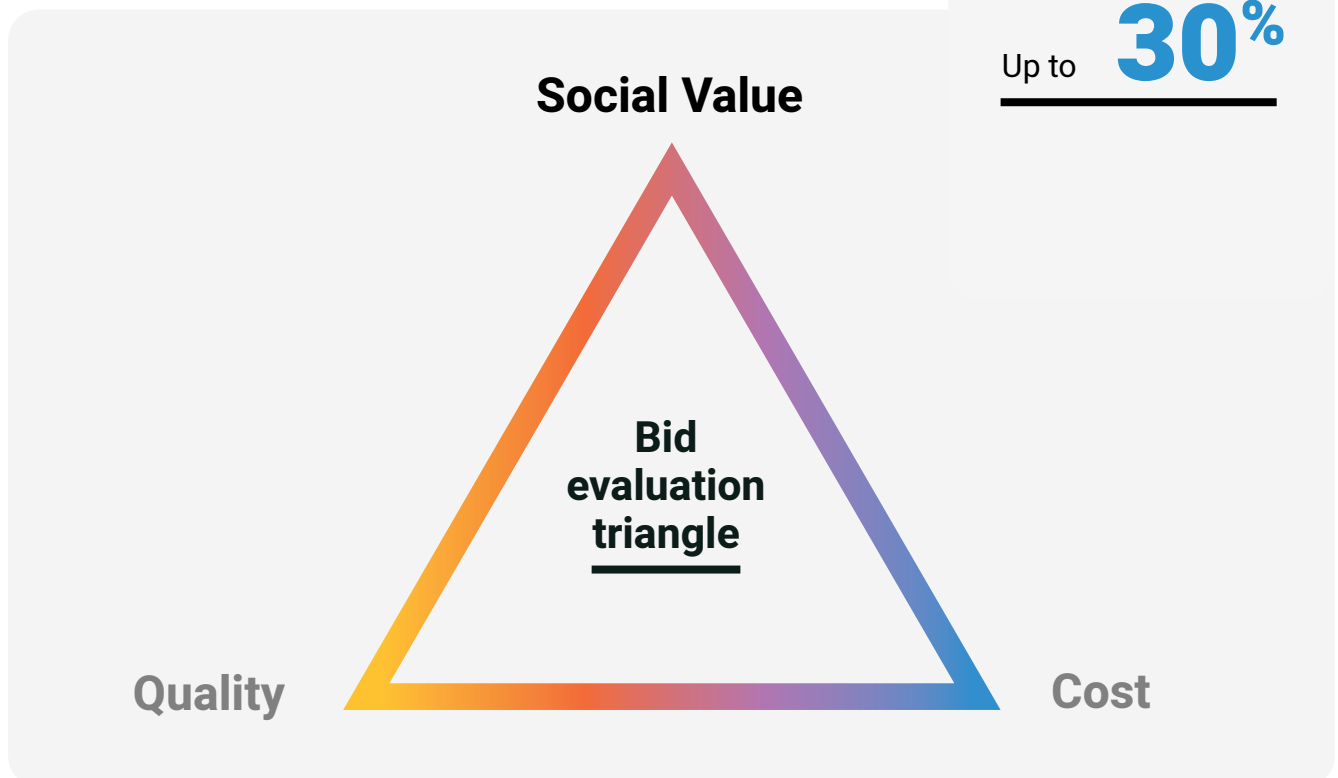 Up to 30%
Social Value
Bid
evaluation
triangle
Quality
Cost